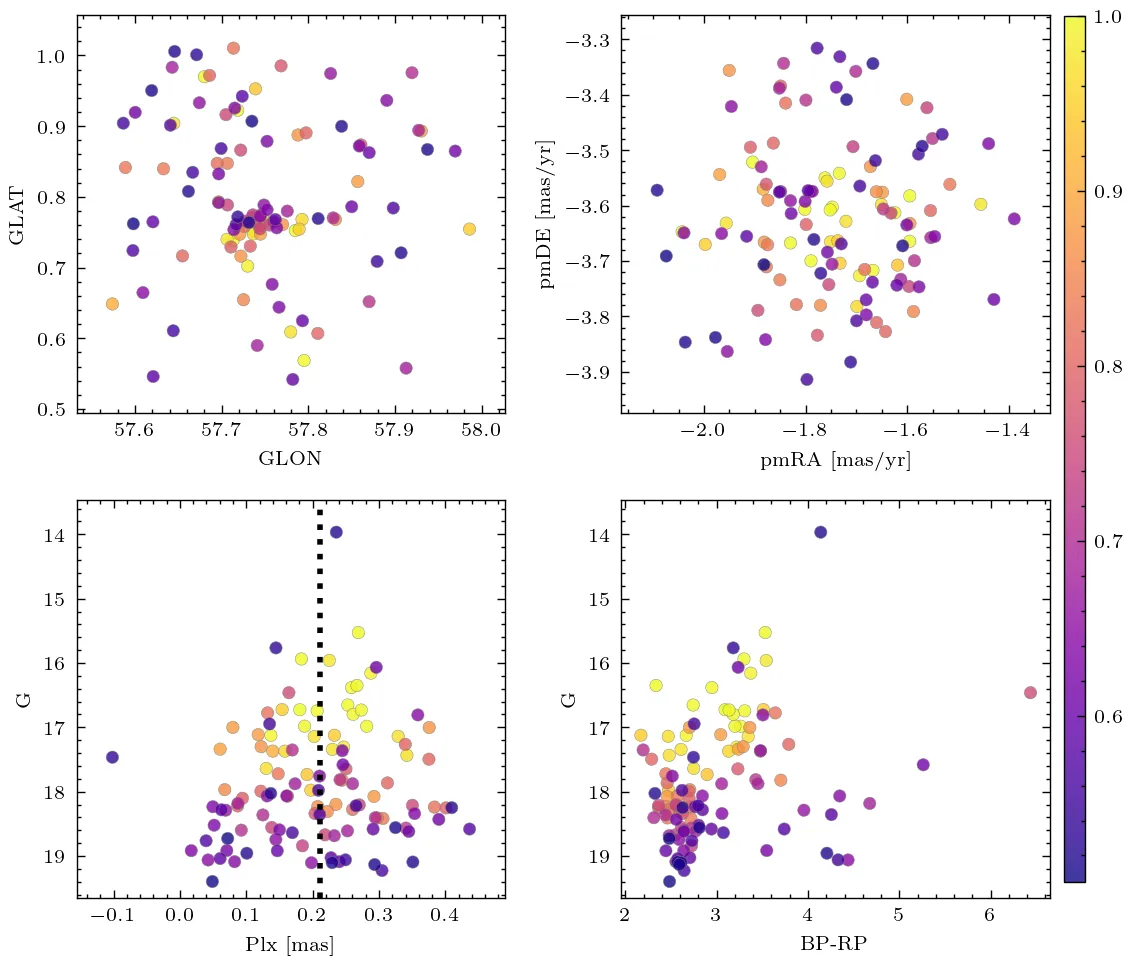 1.0
0.9
0.8
0.7
0.6
0.5
GLAT
57.6 57.7 57.8 57.9 58.0
GLON
−3.3
−3.4
−3.5
−3.6
−3.7
−3.8
−3.9
pmDE [mas/yr]
−2.0 −1.8 −1.6 −1.4
pmRA [mas/yr]
14
15
16
17
18
19
G
−0.1 0.0 0.1 0.2 0.3 0.4
Plx [mas]
14
15
16
17
18
19
G
2 3 4 5 6
BP-RP
1.0
0.9
0.8
0.7
0.6